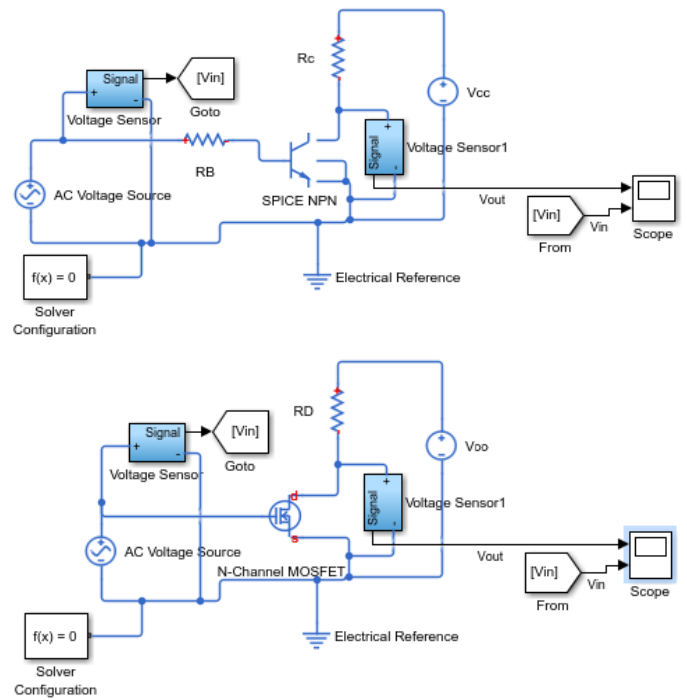 Rc
Signal
+
-
[Vin]
Goto
Voltage Sensor
Vcc
+
Signal
-
Voltage Sensor1
RB
AC Voltage Source
SPICE NPN
Vout
[Vin]
From
Vin
Scope
f(x) = 0
Solver
Configuration
Electrical Reference
RD
Signal
+
-
[Vin]
Goto
Voltage Sensor
VDD
d
+
Signal
-
Voltage Sensor1
s
AC Voltage Source
N-Channel MOSFET
Vout
[Vin]
From
Vin
Scope
f(x) = 0
Solver
Configuration
Electrical Reference